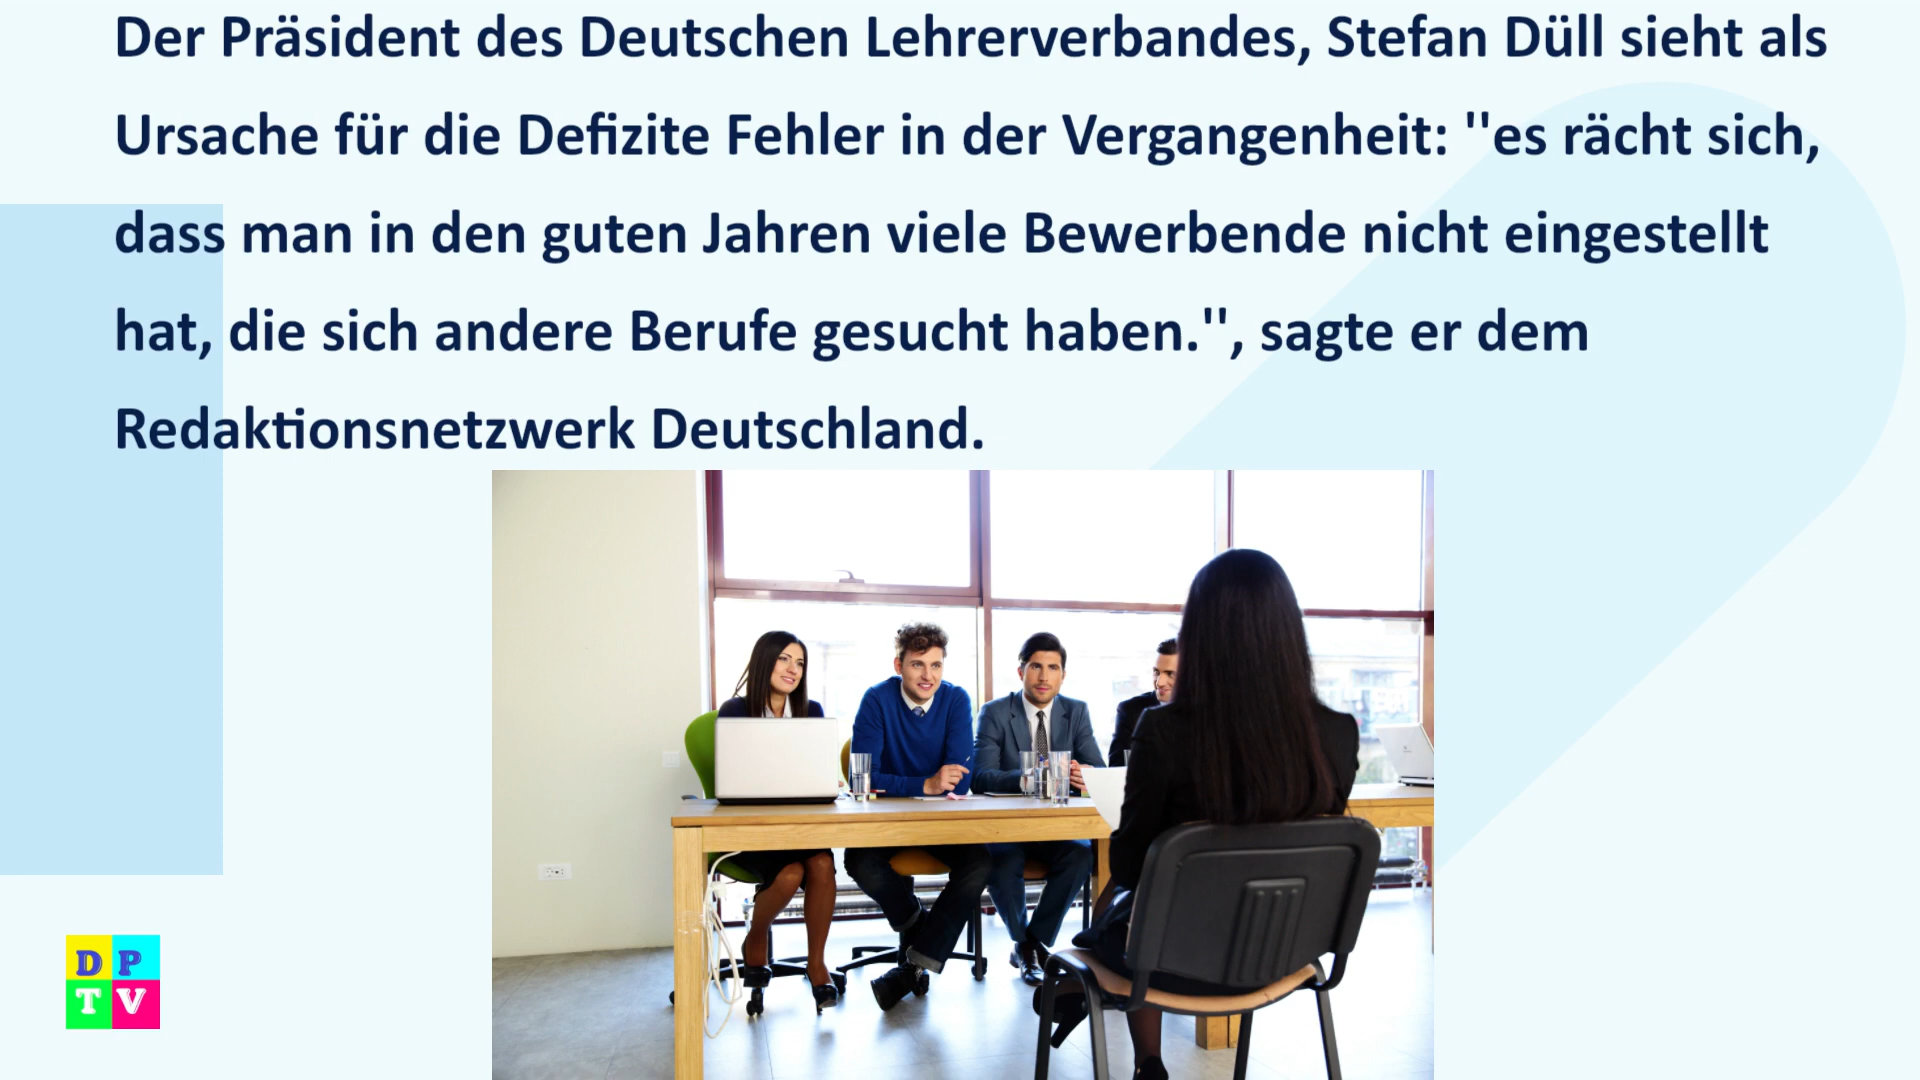 Der Präsident des Deutschen Lehrerverbandes, Stefan Düll sieht als
Ursache für die Defizite Fehler in der Vergangenheit: ''es rächt sich,
dass man in den guten Jahren viele Bewerbende nicht eingestellt
hat, die sich andere Berufe gesucht haben.'', sagte er dem
Redaktionsnetzwerk Deutschland.
D P
T V